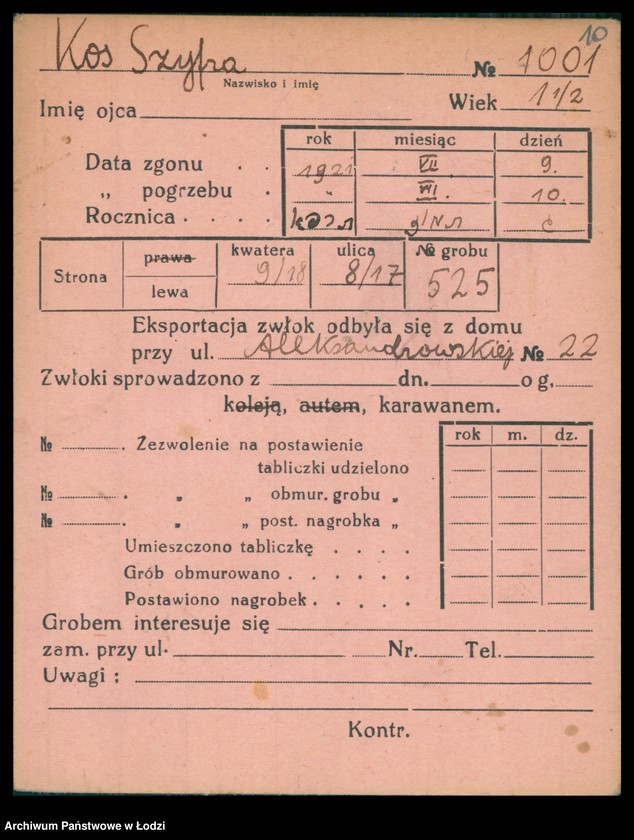 10
Kos Szyfra
Nazwisko i imię
№ 1001
Imię ojca
Wiek 1 1/2
rok miesiąc dzień
Data zgonu . . 1921 VII 9.
„ pogrzebu . " VII. 10.
Rocznica . . . .
Strona prawa lewa kwatera 9/18 ulica 8/17 № grobu 525
Eksportacja zwłok odbyła się z domu
przy ul. Aleksandrowskiej № 22
Zwłoki sprowadzono z dn. o g.
koleją, autem, karawanem.
rok m. dz.
№ . Zezwolenie na postawienie
tabliczki udzielono
№ . „ „ obmur. grobu „
№ . „ „ post. nagrobka „
Umieszczono tabliczkę . . . .
Grób obmurowano . . . . . .
Postawiono nagrobek . . . . .
Grobem interesuje się
zam. przy ul. Nr. Tel.
Uwagi :
Kontr.
Archiwum Państwowe w Łodzi